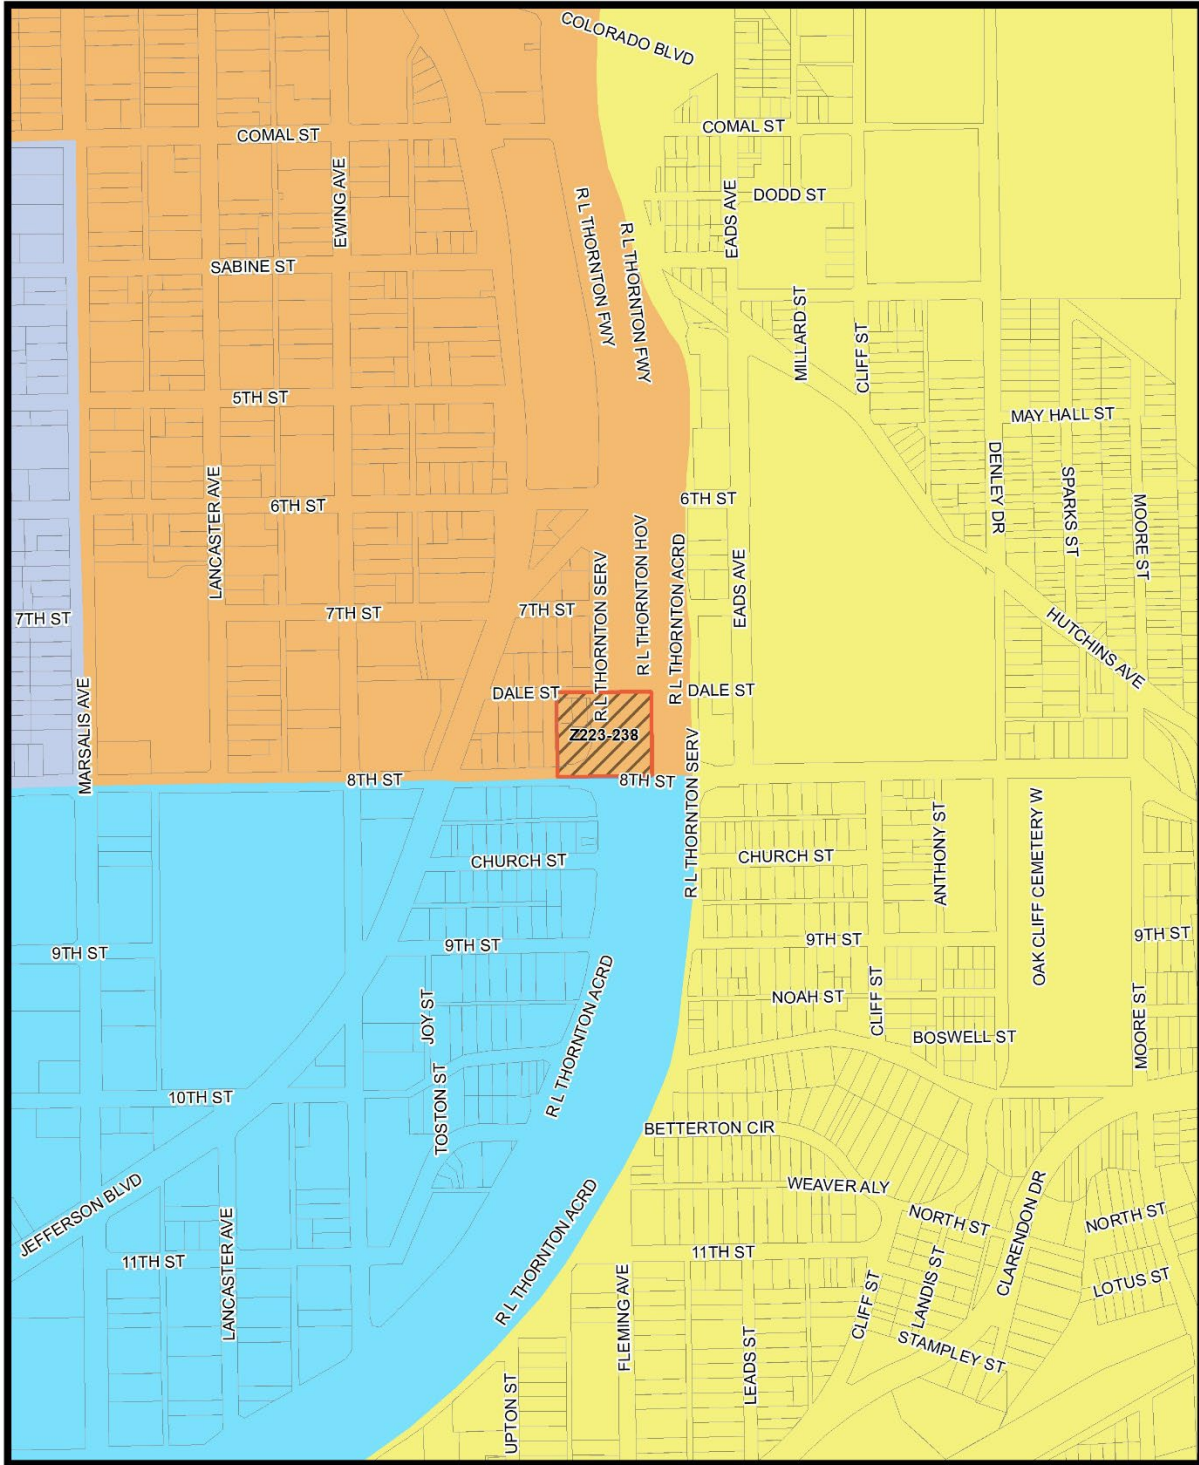 COLORADO BLVD
COMAL ST
COMAL ST
EWING AVE
EADS AVE
DODD ST
R L THORNTON FWY
R L THORNTON FWY
SABINE ST
MILLARD ST
CLIFF ST
5TH ST
MAY HALL ST
LANCASTER AVE
6TH ST
6TH ST
DENLEY DR
SPARKS ST
MOORE ST
R L THORNTON HOV
R L THORNTON ACRD
R L THORNTON SERV
EADS AVE
7TH ST
7TH ST
7TH ST
HUTCHINS AVE
MARSALIS AVE
DALE ST
DALE ST
Z223-238
8TH ST
8TH ST
R L THORNTON SERV
CHURCH ST
CHURCH ST
ANTHONY ST
OAK CLIFF CEMETERY W
9TH ST
9TH ST
9TH ST
9TH ST
JOY ST
R L THORNTON ACRD
NOAH ST
CLIFF ST
BOSWELL ST
MOORE ST
10TH ST
TOSTON ST
BETTERTON CIR
WEAVER ALY
JEFFERSON BLVD
LANCASTER AVE
R L THORNTON ACRD
NORTH ST
NORTH ST
CLARENDON DR
11TH ST
11TH ST
LANDIS ST
LOTUS ST
FLEMING AVE
CLIFF ST
LEADS ST
STAMPLEY ST
UPTON ST